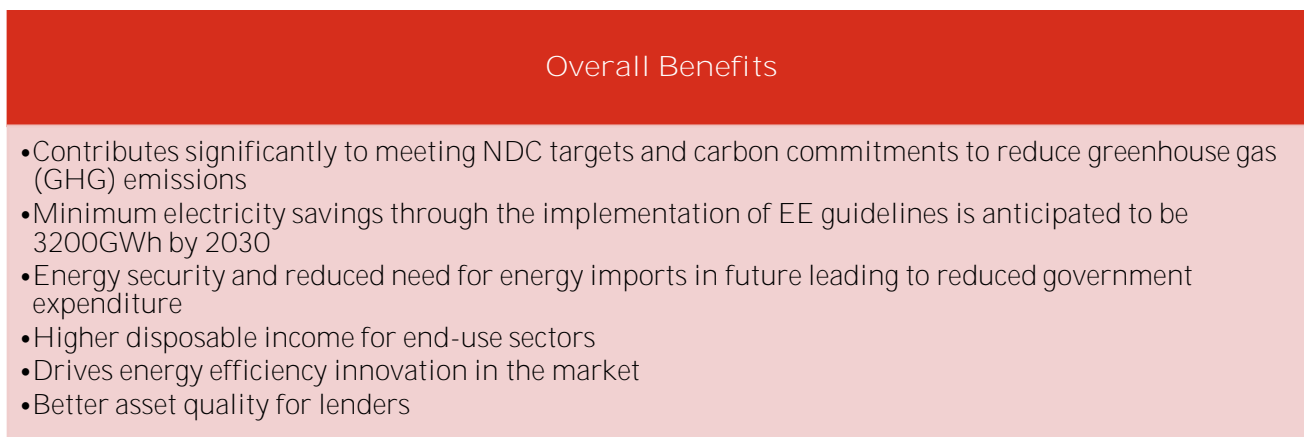 Overall Benefits
•Contributes significantly to meeting NDC targets and carbon commitments to reduce greenhouse gas
(GHG) emissions
•Minimum electricity savings through the implementation of EE guidelines is anticipated to be
3200GWh by 2030
•Energy security and reduced need for energy imports in future leading to reduced government
expenditure
•Higher disposable income for end-use sectors
•Drives energy efficiency innovation in the market
•Better asset quality for lenders